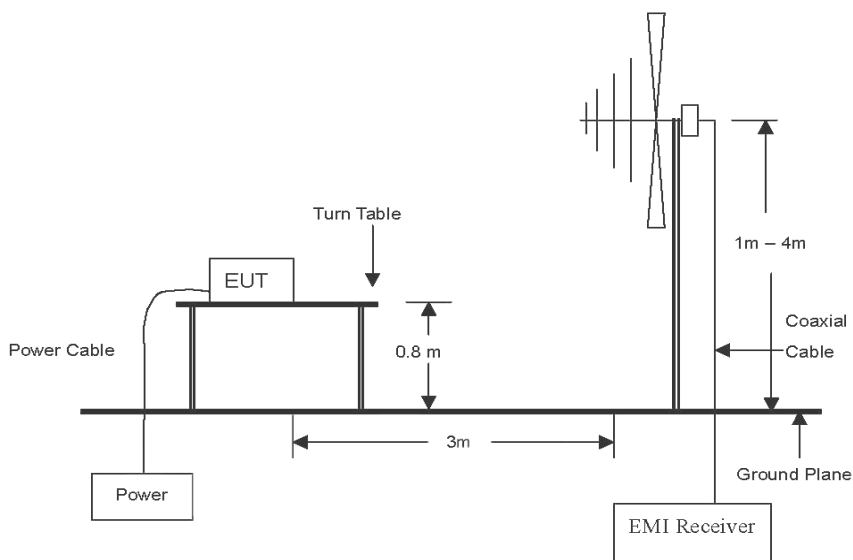 Turn Table
1m – 4m
EUT
Coaxial
Cable
Power Cable
0.8 m
3m
Ground Plane
Power
EMI Receiver